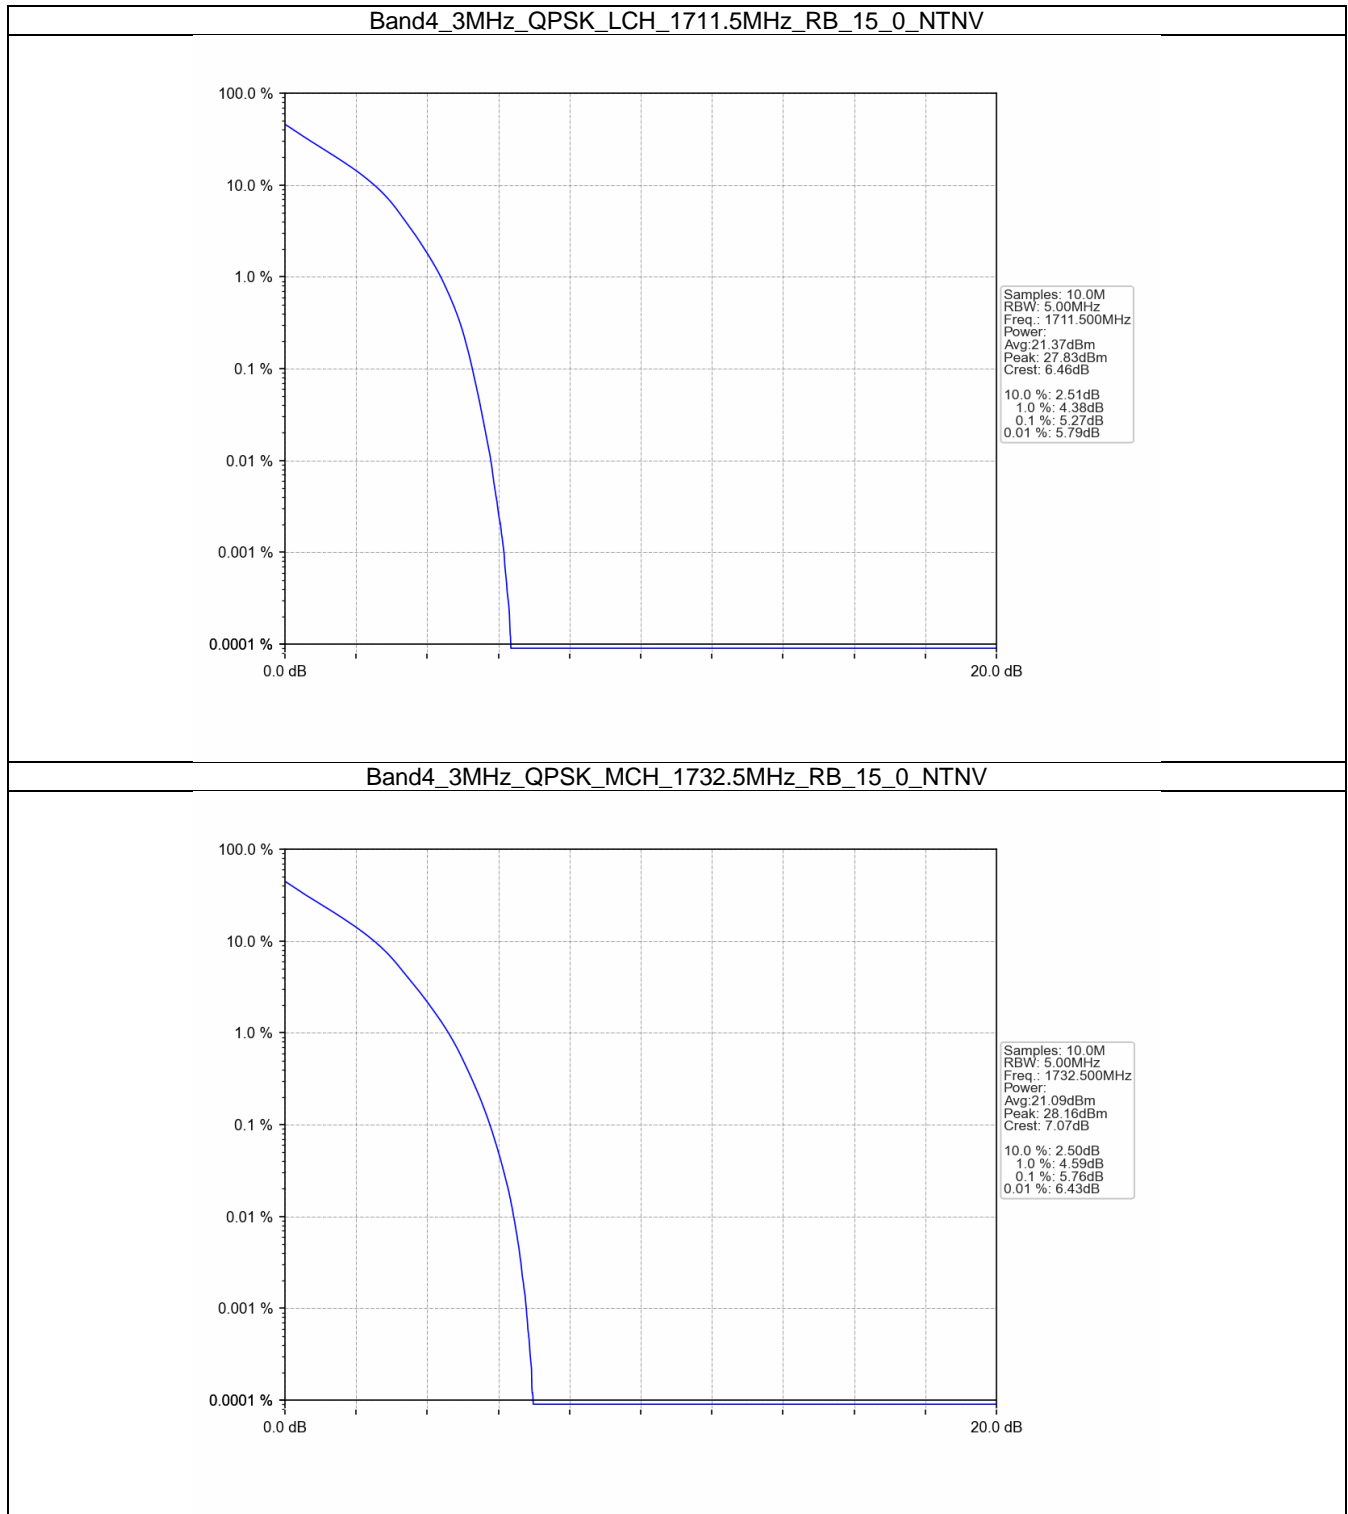 Band4_3MHz_QPSK_LCH_1711.5MHz_RB_15_0_NTNV
100.0 %
10.0 %
1.0 %
0.1 %
0.01 %
0.001 %
0.0001 %
0.0 dB
20.0 dB
Samples: 10.0M
RBW: 5.00MHz
Freq.: 1711.500MHz
Power:
Avg:21.37dBm
Peak: 27.83dBm
Crest: 6.46dB
10.0 %: 2.51dB
1.0 %: 4.38dB
0.1 %: 5.27dB
0.01 %: 5.79dB
Band4_3MHz_QPSK_MCH_1732.5MHz_RB_15_0_NTNV
100.0 %
10.0 %
1.0 %
0.1 %
0.01 %
0.001 %
0.0001 %
0.0 dB
20.0 dB
Samples: 10.0M
RBW: 5.00MHz
Freq.: 1732.500MHz
Power:
Avg:21.09dBm
Peak: 28.16dBm
Crest: 7.07dB
10.0 %: 2.50dB
1.0 %: 4.59dB
0.1 %: 5.76dB
0.01 %: 6.43dB